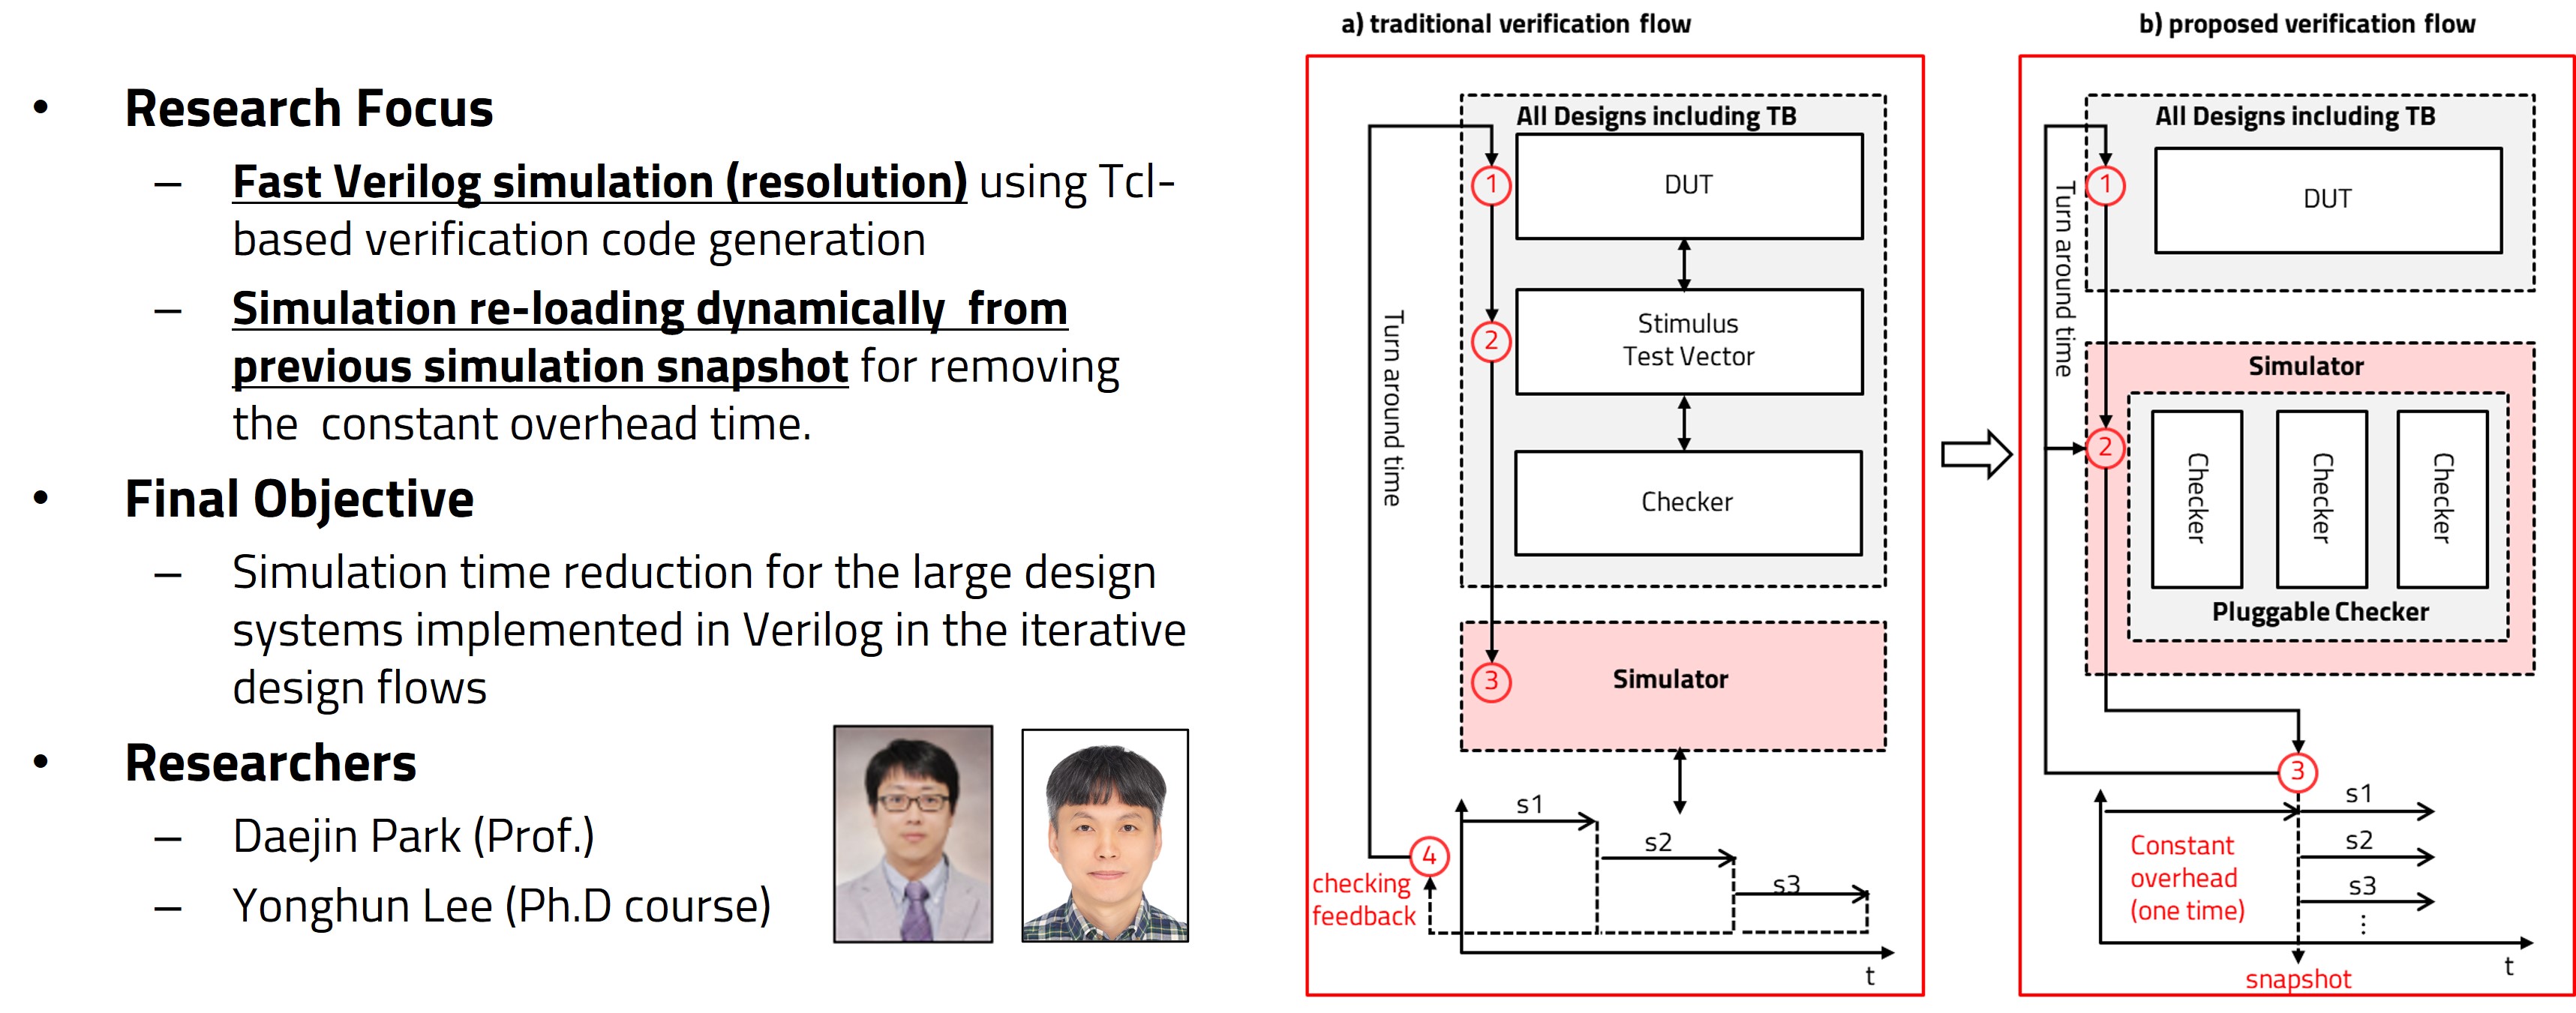 • Research Focus
– Fast Verilog simulation (resolution) using Tcl-
based verification code generation
– Simulation re-loading dynamically from
previous simulation snapshot for removing
the constant overhead time.
• Final Objective
– Simulation time reduction for the large design
systems implemented in Verilog in the iterative
design flows
• Researchers
– Daejin Park (Prof.)
– Yonghun Lee (Ph.D course)
a) traditional verification flow
All Designs including TB
1
DUT
2
Stimulus
Test Vector
Checker
Turn around time
3
Simulator
s1
s2
s3
4
checking
feedback
t
b) proposed verification flow
All Designs including TB
1
DUT
Turn around time
Simulator
2
Checker
Checker
Checker
Pluggable Checker
3
s1
s2
s3
⋮
Constant
overhead
(one time)
t
snapshot